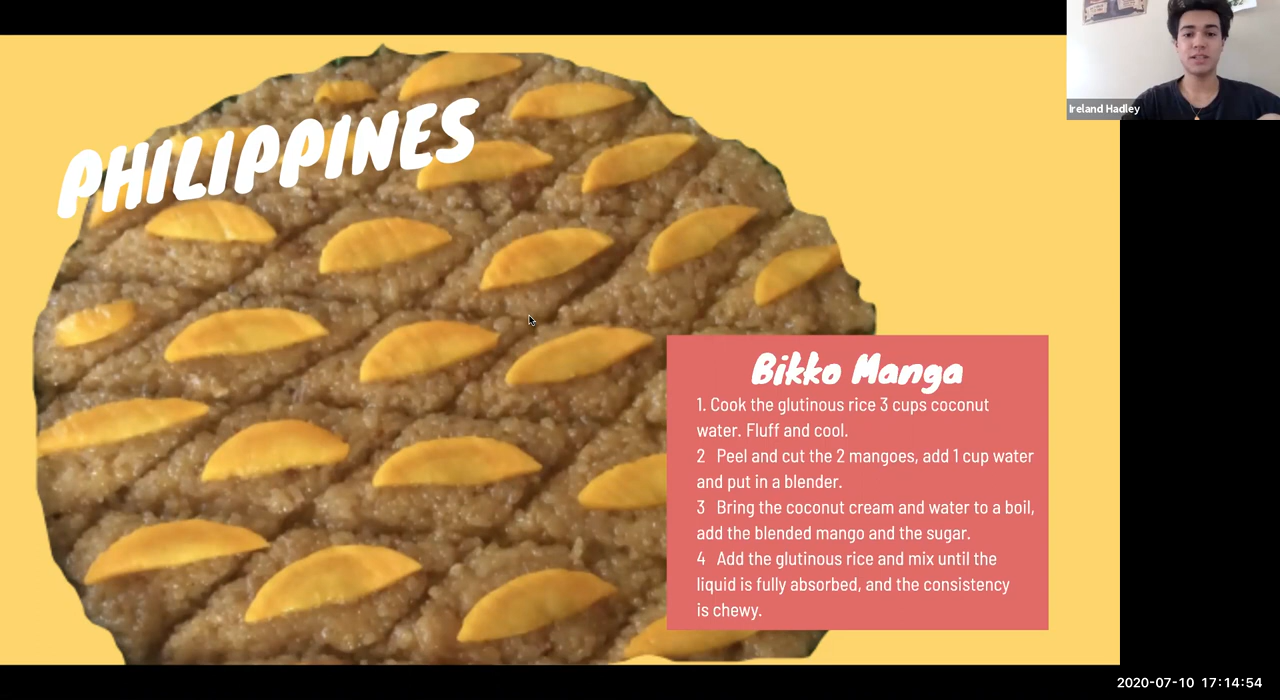 PHILIPPINES
Ireland Hadley
Bikko Manga
1. Cook the glutinous rice 3 cups coconut
water. Fluff and cool.
2 Peel and cut the 2 mangoes, add 1 cup water
and put in a blender.
3 Bring the coconut cream and water to a boil,
add the blended mango and the sugar.
4 Add the glutinous rice and mix until the
liquid is fully absorbed, and the consistency
is chewy.
2020-07-10 17:14:54